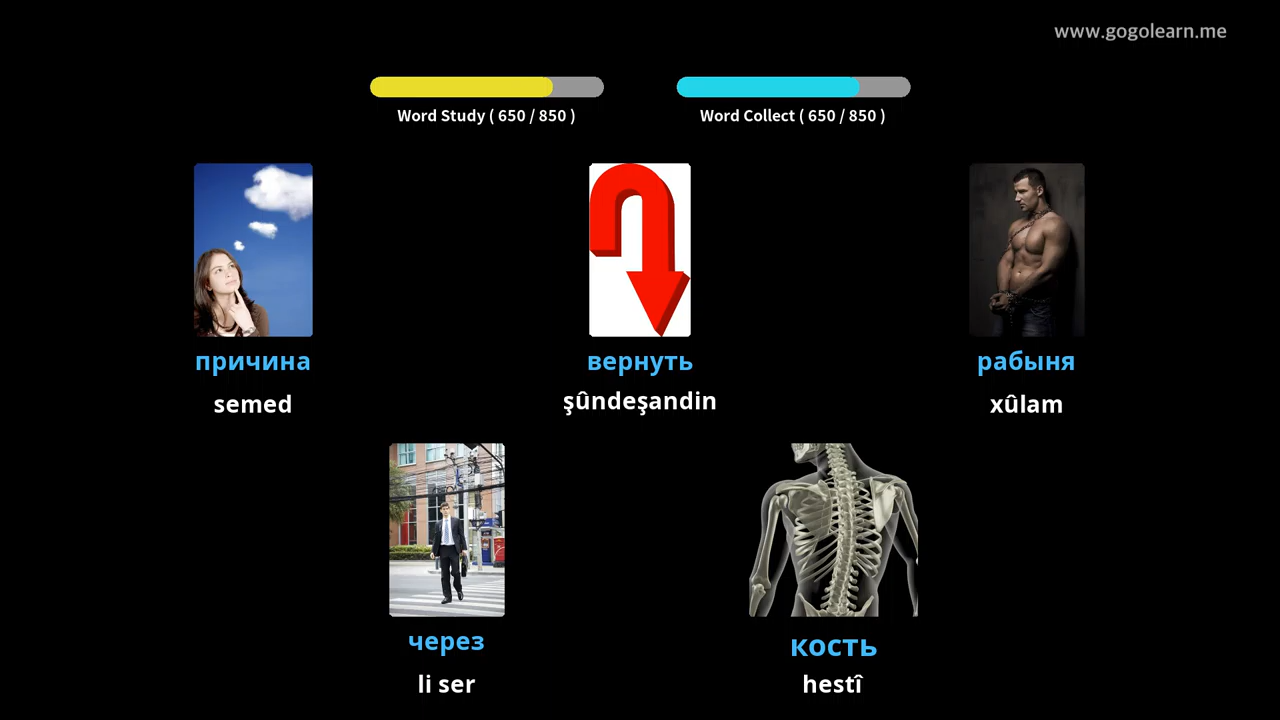 www.gogolearn.me
Word Study ( 650 / 850 )
Word Collect ( 650 / 850 )
причина
вернуть
рабыня
semed
şûndeşandin
xûlam
через
кость
li ser
hestî